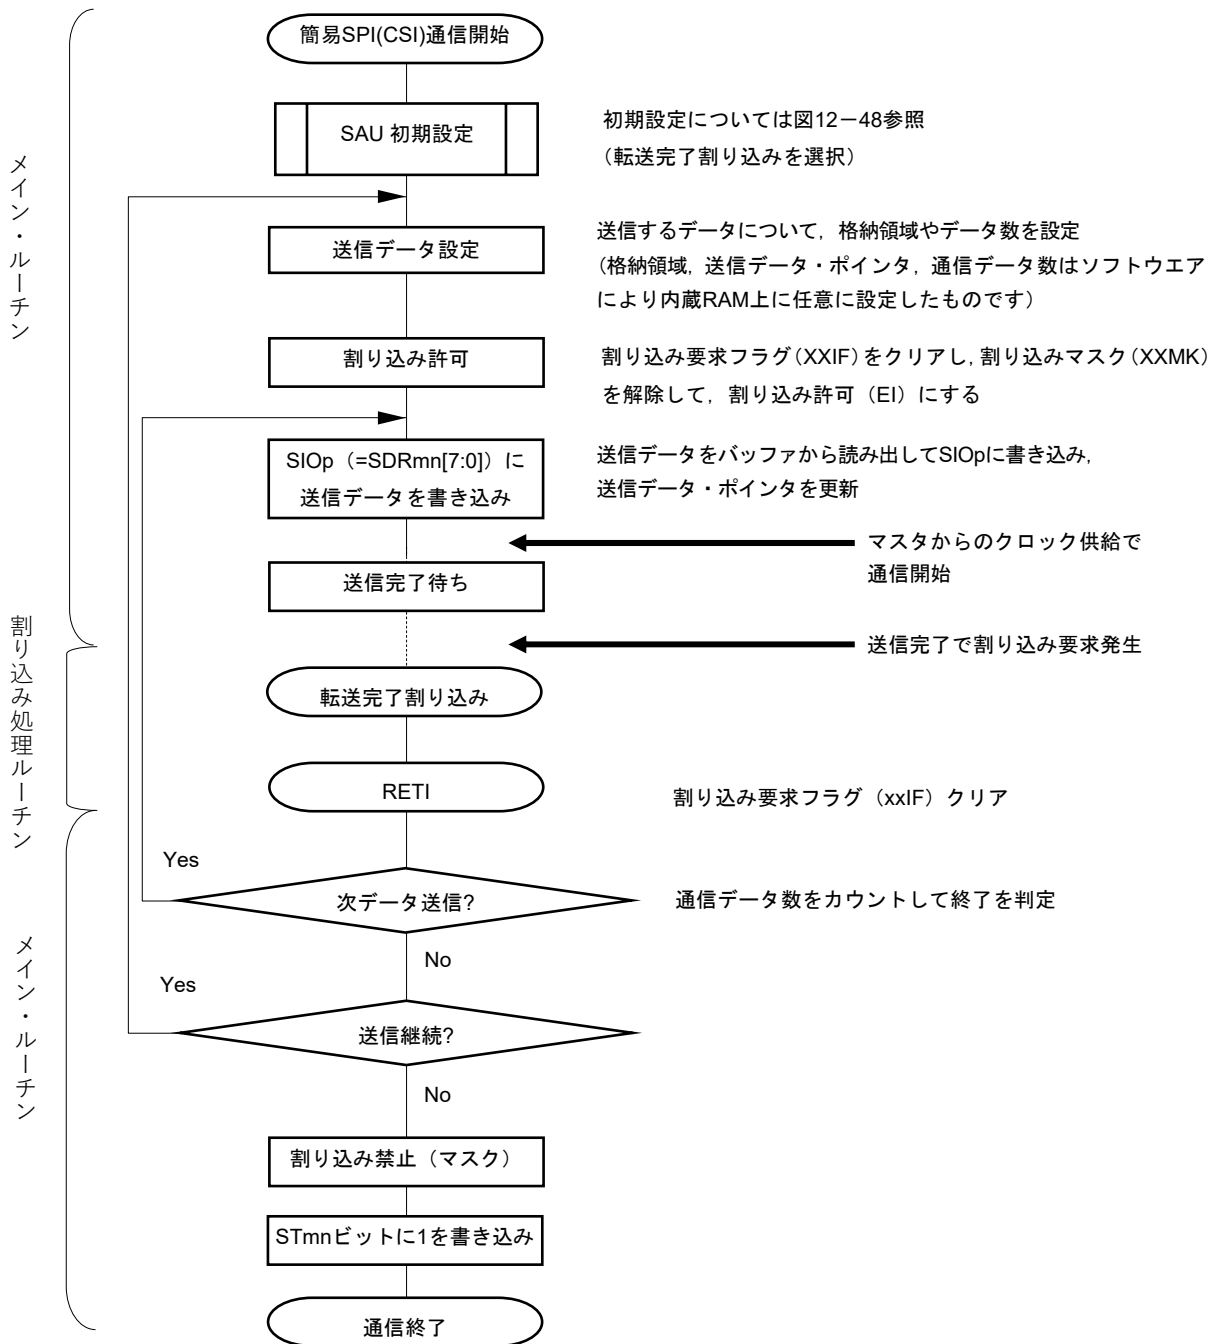 簡易SPI(CSI)通信開始
SAU 初期設定
初期設定については図12－48参照
（転送完了割り込みを選択）
メイン・ルーチン
送信データ設定
送信するデータについて，格納領域やデータ数を設定
（格納領域，送信データ・ポインタ，通信データ数はソフトウエア
により内蔵RAM上に任意に設定したものです）
割り込み許可
割り込み要求フラグ（XXIF）をクリアし，割り込みマスク（XXMK）
を解除して，割り込み許可（EI）にする
SIOp（=SDRmn[7:0]）に
送信データを書き込み
送信データをバッファから読み出してSIOpに書き込み，
送信データ・ポインタを更新
マスタからのクロック供給で
通信開始
送信完了待ち
送信完了で割り込み要求発生
割り込み処理ルーチン
転送完了割り込み
RETI
割り込み要求フラグ（xxIF）クリア
Yes
次データ送信?
通信データ数をカウントして終了を判定
No
メイン・ルーチン
Yes
送信継続?
No
割り込み禁止（マスク）
STmnビットに1を書き込み
通信終了